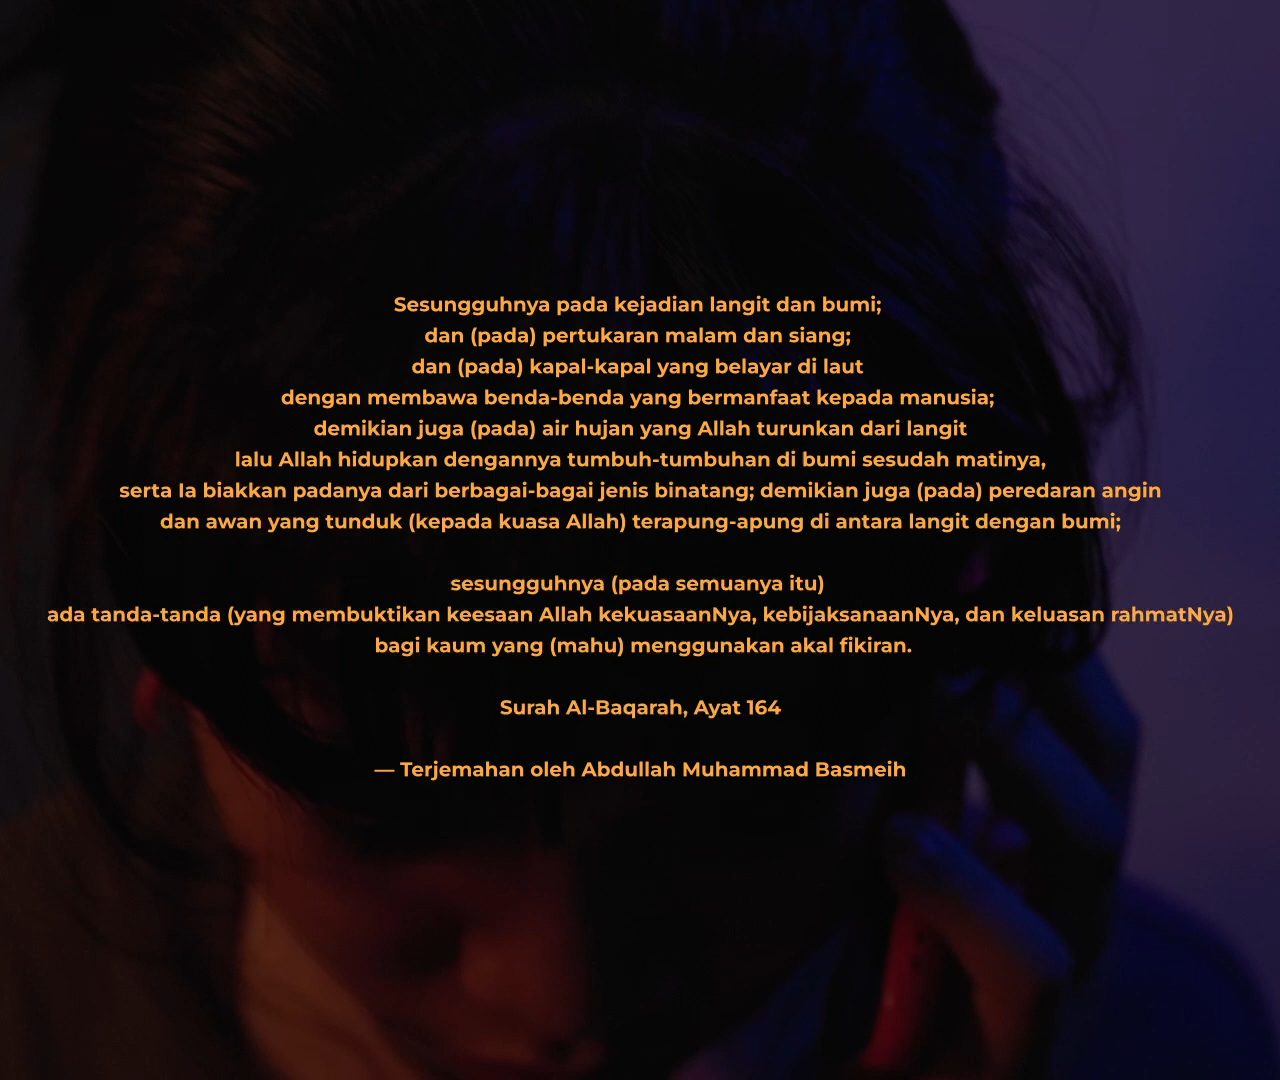 Sesungguhnya pada kejadian langit dan bumi;
dan (pada) pertukaran malam dan siang;
dan (pada) kapal-kapal yang belayar di laut
dengan membawa benda-benda yang bermanfaat kepada manusia;
demikian juga (pada) air hujan yang Allah turunkan dari langit
lalu Allah hidupkan dengannya tumbuh-tumbuhan di bumi sesudah matinya,
serta Ia biakkan padanya dari berbagai-bagai jenis binatang; demikian juga (pada) peredaran angin
dan awan yang tunduk (kepada kuasa Allah) terapung-apung di antara langit dengan bumi;
sesungguhnya (pada semuanya itu)
ada tanda-tanda (yang membuktikan keesaan Allah kekuasaanNya, kebijaksanaanNya, dan keluasan rahmatNya)
bagi kaum yang (mahu) menggunakan akal fikiran.
Surah Al-Baqarah, Ayat 164
— Terjemahan oleh Abdullah Muhammad Basmeih